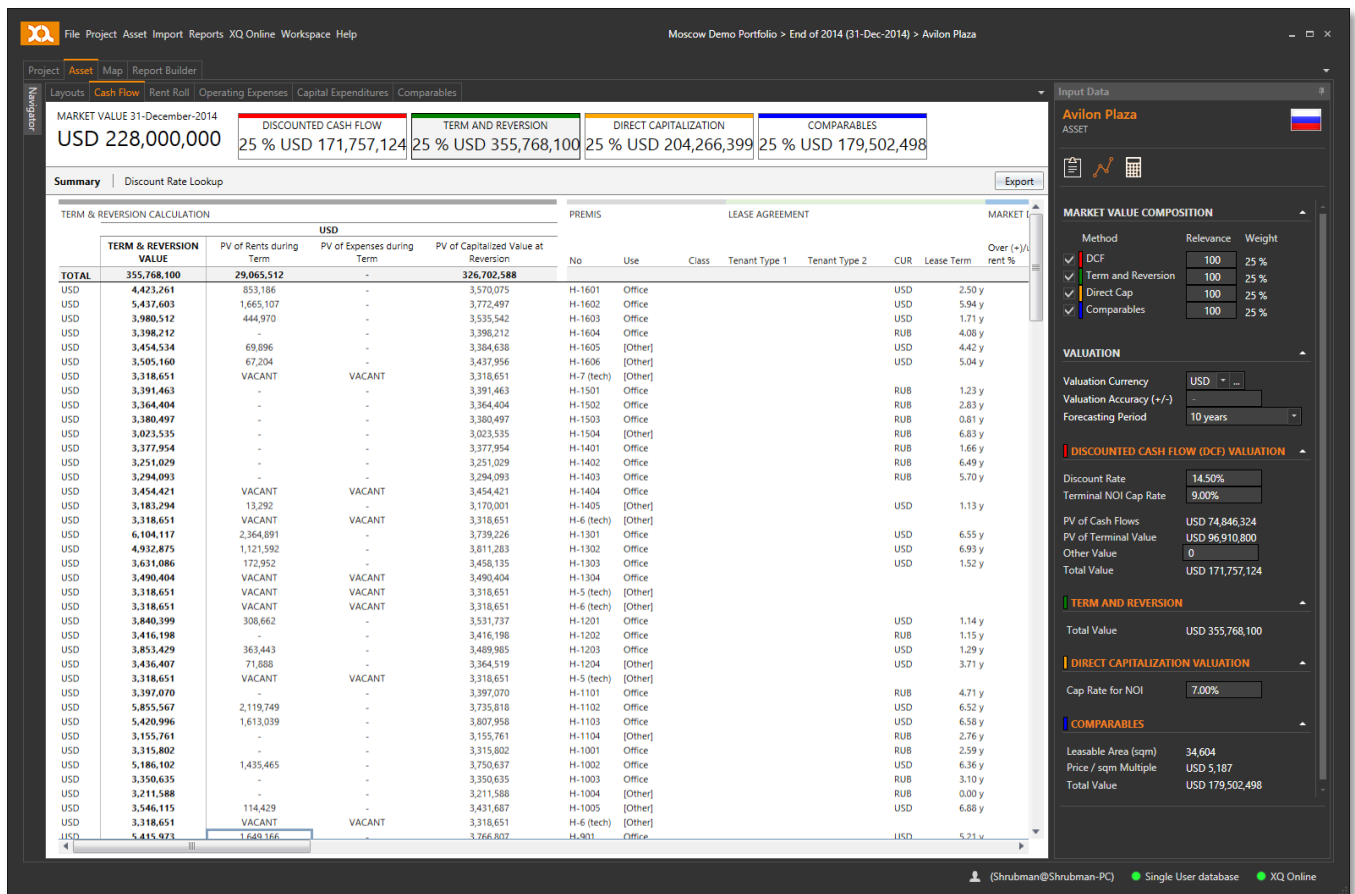 XQ File Project Asset Import Reports XQ Online Workspace Help
Moscow Demo Portfolio > End of 2014 (31-Dec-2014) > Avilon Plaza
Project Asset Map Report Builder
Navigator
Layouts Cash Flow Rent Roll Operating Expenses Capital Expenditures Comparables
MARKET VALUE 31-December-2014
USD 228,000,000
DISCOUNTED CASH FLOW
25 % USD 171,757,124
TERM AND REVERSION
25 % USD 355,768,100
DIRECT CAPITALIZATION
25 % USD 204,266,399
COMPARABLES
25 % USD 179,502,498
Summary Discount Rate Lookup Export
TERM & REVERSION CALCULATION PREMIS LEASE AGREEMENT MARKET
USD
TERM & REVERSION VALUE PV of Rents during Term PV of Expenses during Term PV of Capitalized Value at Reversion No Use Class Tenant Type 1 Tenant Type 2 CUR Lease Term Over (+)/ rent %
TOTAL 355,768,100 29,065,512 - 326,702,588
USD 4,423,261 853,186 - 3,570,075 H-1601 Office USD 2.50 y
USD 5,437,603 1,665,107 - 3,772,497 H-1602 Office USD 5.94 y
USD 3,980,512 444,970 - 3,535,542 H-1603 Office USD 1.71 y
USD 3,398,212 - - 3,398,212 H-1604 Office RUB 4.08 y
USD 3,454,534 69,896 - 3,384,638 H-1605 [Other] USD 4.42 y
USD 3,505,160 67,204 - 3,437,956 H-1606 [Other] USD 5.04 y
USD 3,318,651 VACANT VACANT 3,318,651 H-7 (tech) [Other]
USD 3,391,463 - - 3,391,463 H-1501 Office RUB 1.23 y
USD 3,364,404 - - 3,364,404 H-1502 Office RUB 2.83 y
USD 3,380,497 - - 3,380,497 H-1503 Office RUB 0.81 y
USD 3,023,535 - - 3,023,535 H-1504 [Other] RUB 6.83 y
USD 3,377,954 - - 3,377,954 H-1401 Office RUB 1.66 y
USD 3,251,029 - - 3,251,029 H-1402 Office RUB 6.49 y
USD 3,294,093 - - 3,294,093 H-1403 Office RUB 5.70 y
USD 3,454,421 VACANT VACANT 3,454,421 H-1404 Office
USD 3,183,294 13,292 - 3,170,001 H-1405 [Other] USD 1.13 y
USD 3,318,651 VACANT VACANT 3,318,651 H-6 (tech) [Other]
USD 6,104,117 2,364,891 - 3,739,226 H-1301 Office USD 6.55 y
USD 4,932,875 1,121,592 - 3,811,283 H-1302 Office USD 6.93 y
USD 3,631,086 172,952 - 3,458,135 H-1303 Office USD 1.52 y
USD 3,490,404 VACANT VACANT 3,490,404 H-1304 Office
USD 3,318,651 VACANT VACANT 3,318,651 H-5 (tech) [Other]
USD 3,318,651 VACANT VACANT 3,318,651 H-6 (tech) [Other]
USD 3,840,399 308,662 - 3,531,737 H-1201 Office USD 1.14 y
USD 3,416,198 - - 3,416,198 H-1202 Office RUB 1.15 y
USD 3,853,429 363,443 - 3,489,985 H-1203 Office USD 1.29 y
USD 3,436,407 71,888 - 3,364,519 H-1204 [Other] USD 3.71 y
USD 3,318,651 VACANT VACANT 3,318,651 H-5 (tech) [Other]
USD 3,397,070 - - 3,397,070 H-1101 Office RUB 4.71 y
USD 5,855,567 2,119,749 - 3,735,818 H-1102 Office USD 6.52 y
USD 5,420,996 1,613,039 - 3,807,958 H-1103 Office USD 6.58 y
USD 3,155,761 - - 3,155,761 H-1104 [Other] RUB 2.76 y
USD 3,315,802 - - 3,315,802 H-1001 Office RUB 2.59 y
USD 5,186,102 1,435,465 - 3,750,637 H-1002 Office USD 6.36 y
USD 3,350,635 - - 3,350,635 H-1003 Office RUB 3.10 y
USD 3,211,588 - - 3,211,588 H-1004 [Other] RUB 0.00 y
USD 3,546,115 114,429 - 3,431,687 H-1005 [Other] USD 6.88 y
USD 3,318,651 VACANT VACANT 3,318,651 H-6 (tech) [Other]
USD 5,415,973 1,649,166 - 3,766,807 H-901 Office USD 5.21 y
Input Data
Avilon Plaza
ASSET
MARKET VALUE COMPOSITION
Method Relevance Weight
DCF 100 25 %
Term and Reversion 100 25 %
Direct Cap 100 25 %
Comparables 100 25 %
VALUATION
Valuation Currency USD ...
Valuation Accuracy (+/-) -
Forecasting Period 10 years
DISCOUNTED CASH FLOW (DCF) VALUATION
Discount Rate 14.50%
Terminal NOI Cap Rate 9.00%
PV of Cash Flows USD 74,846,324
PV of Terminal Value USD 96,910,800
Other Value 0
Total Value USD 171,757,124
TERM AND REVERSION
Total Value USD 355,768,100
DIRECT CAPITALIZATION VALUATION
Cap Rate for NOI 7.00%
COMPARABLES
Leasable Area (sqm) 34,604
Price / sqm Multiple USD 5,187
Total Value USD 179,502,498
(Shrubman@Shrubman-PC) Single User database XQ Online